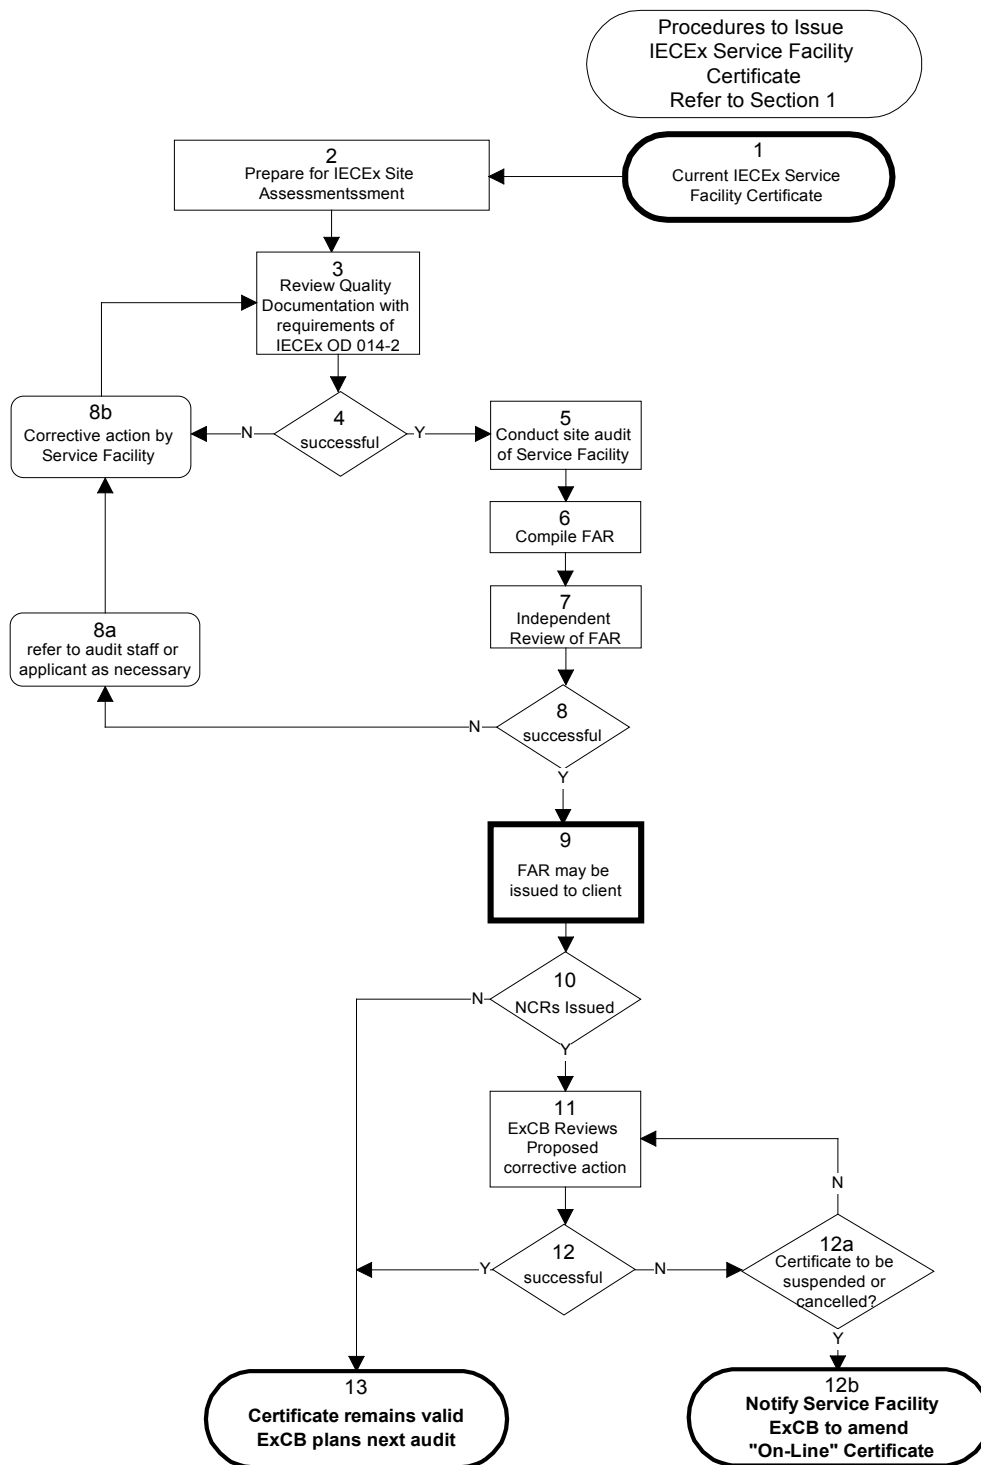 Procedures to Issue
IECEx Service Facility
Certificate
Refer to Section 1
1
Current IECEx Service
Facility Certificate
2
Prepare for IECEx Site
Assessmentssment
3
Review Quality
Documentation with
requirements of
IECEx OD 014-2
4
successful
N
Y
8b
Corrective action by
Service Facility
5
Conduct site audit
of Service Facility
6
Compile FAR
7
Independent
Review of FAR
8a
refer to audit staff or
applicant as necessary
8
successful
N
Y
9
FAR may be
issued to client
10
NCRs Issued
N
Y
11
ExCB Reviews
Proposed
corrective action
12
successful
Y
N
12a
Certificate to be
suspended or
cancelled?
N
Y
13
Certificate remains valid
ExCB plans next audit
12b
Notify Service Facility
ExCB to amend
"On-Line" Certificate